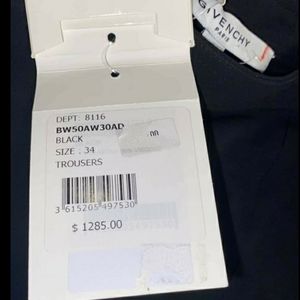 GIVENCHY
PARIS
DEPT: 8116
BW50AW30AD
BLACK
SIZE : 34
TROUSERS
3 615205 497530
$ 1285.00